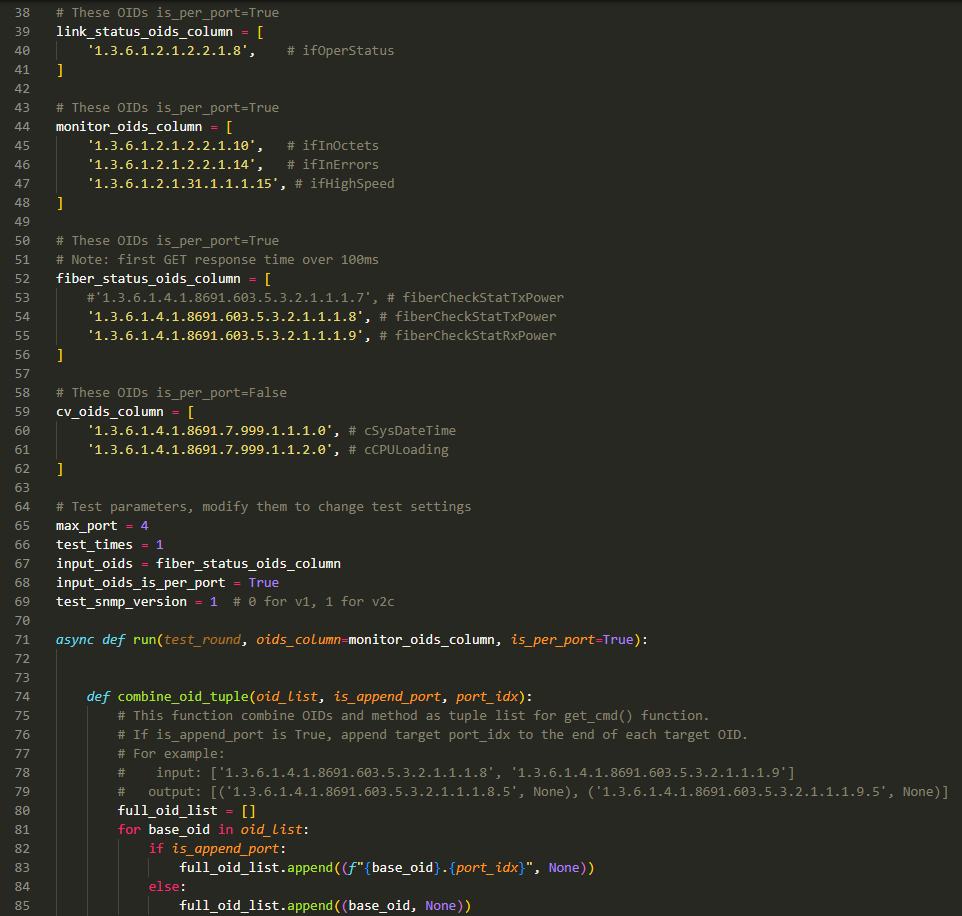 38 # These OIDs is_per_port=True
39 link_status_oids_column = [
40     '1.3.6.1.2.1.2.2.1.8',    # ifOperStatus
41 ]
42
43 # These OIDs is_per_port=True
44 monitor_oids_column = [
45     '1.3.6.1.2.1.2.2.1.10',   # ifInOctets
46     '1.3.6.1.2.1.2.2.1.14',   # ifInErrors
47     '1.3.6.1.2.1.31.1.1.1.15', # ifHighSpeed
48 ]
49
50 # These OIDs is_per_port=True
51 # Note: first GET response time over 100ms
52 fiber_status_oids_column = [
53     #'1.3.6.1.4.1.8691.603.5.3.2.1.1.1.7', # fiberCheckStatTxPower
54     '1.3.6.1.4.1.8691.603.5.3.2.1.1.1.8', # fiberCheckStatTxPower
55     '1.3.6.1.4.1.8691.603.5.3.2.1.1.1.9', # fiberCheckStatRxPower
56 ]
57
58 # These OIDs is_per_port=False
59 cv_oids_column = [
60     '1.3.6.1.4.1.8691.7.999.1.1.1.0', # cSysDateTime
61     '1.3.6.1.4.1.8691.7.999.1.1.2.0', # cCPULoading
62 ]
63
64 # Test parameters, modify them to change test settings
65 max_port = 4
66 test_times = 1
67 input_oids = fiber_status_oids_column
68 input_oids_is_per_port = True
69 test_snmp_version = 1  # 0 for v1, 1 for v2c
70
71 async def run(test_round, oids_column=monitor_oids_column, is_per_port=True):
72
73
74     def combine_oid_tuple(oid_list, is_append_port, port_idx):
75         # This function combine OIDs and method as tuple list for get_cmd() function.
76         # If is_append_port is True, append target port_idx to the end of each target OID.
77         # For example:
78         #    input: ['1.3.6.1.4.1.8691.603.5.3.2.1.1.1.8', '1.3.6.1.4.1.8691.603.5.3.2.1.1.1.9']
79         #   output: [('1.3.6.1.4.1.8691.603.5.3.2.1.1.1.8.5', None), ('1.3.6.1.4.1.8691.603.5.3.2.1.1.1.9.5', None)]
80         full_oid_list = []
81         for base_oid in oid_list:
82             if is_append_port:
83                 full_oid_list.append((f"{base_oid}.{port_idx}", None))
84             else:
85                 full_oid_list.append((base_oid, None))